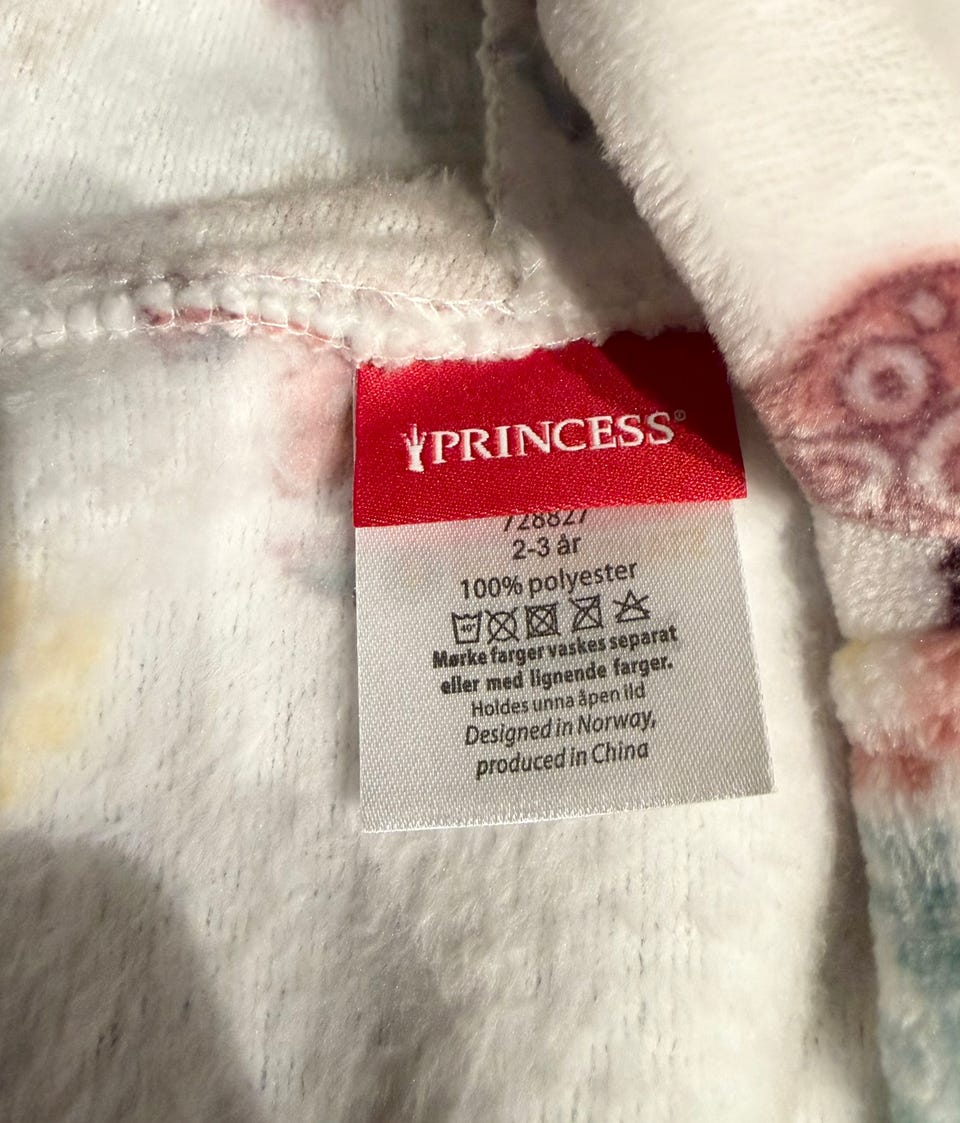 PRINCESS®
728827
2-3 år
100% polyester
40°
Mørke farger vaskes separat
eller med lignende farger.
Holdes unna åpen ild
Designed in Norway,
produced in China